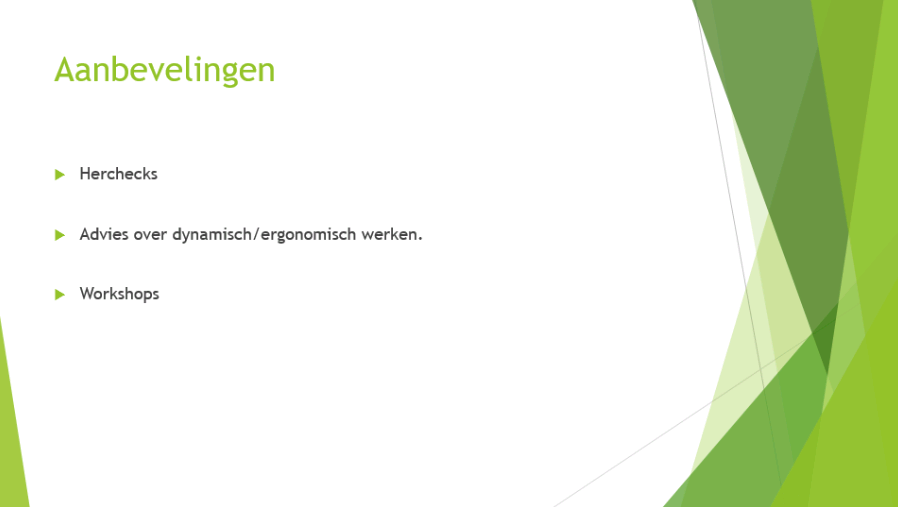 Aanbevelingen
Herchecks
Advies over dynamisch/ergonomisch werken.
Workshops